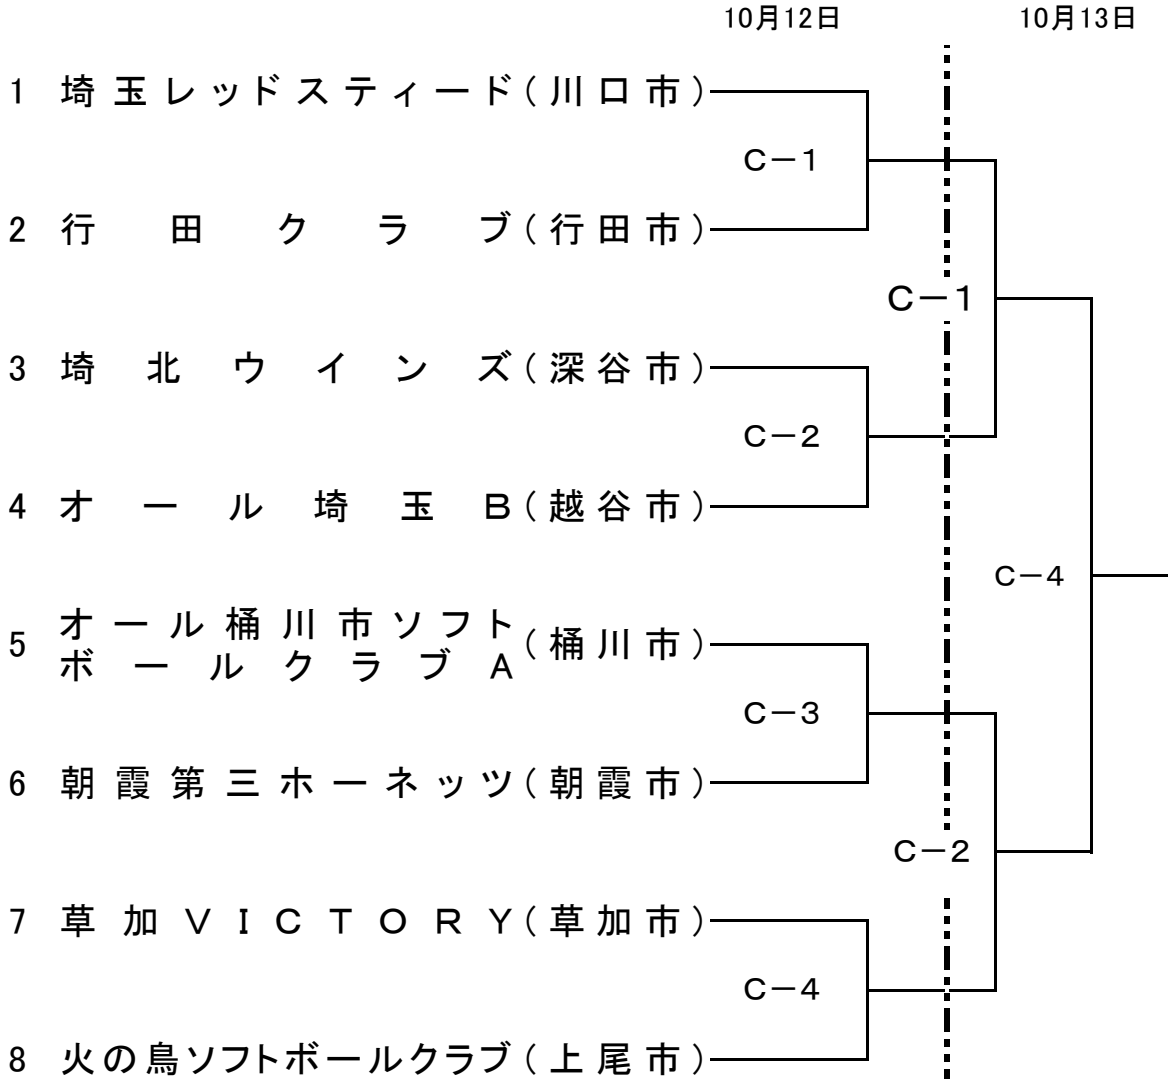 10月12日 10月13日
1 埼玉レッドスティード(川口市)
C－1
2 行田クラブ(行田市)
C－1
3 埼北ウインズ(深谷市)
C－2
4 オール埼玉B(越谷市)
C－4
5 オール桶川市ソフト
ボールクラブA(桶川市)
C－3
6 朝霞第三ホーネッツ(朝霞市)
C－2
7 草加VICTORY(草加市)
C－4
8 火の鳥ソフトボールクラブ(上尾市)